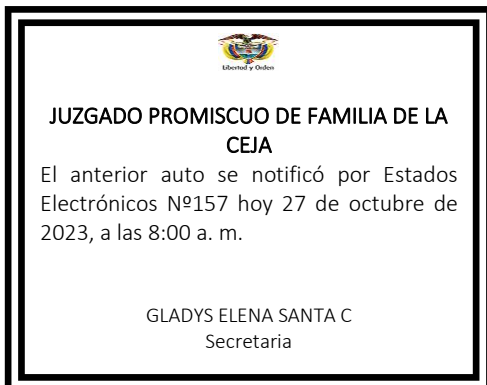 Libertad y Orden
JUZGADO PROMISCUO DE FAMILIA DE LA
CEJA
El anterior auto se notificó por Estados
Electrónicos Nº157 hoy 27 de octubre de
2023, a las 8:00 a. m.
GLADYS ELENA SANTA C
Secretaria